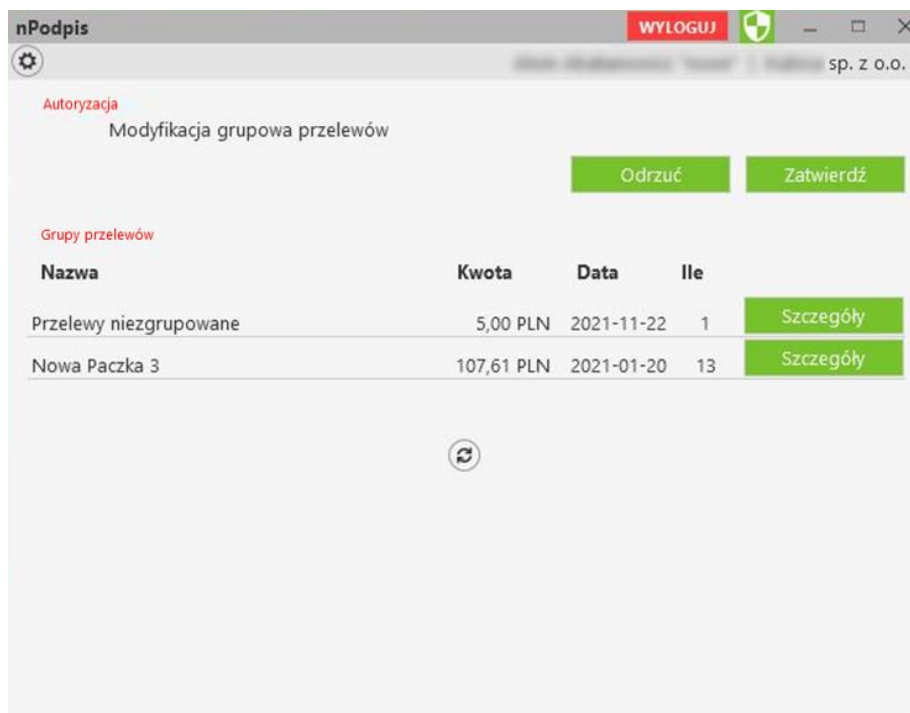 nPodpis WYLOGUJ
sp. z o.o.
Autoryzacja
Modyfikacja grupowa przelewów
Odrzuć Zatwierdź
Grupy przelewów
Nazwa Kwota Data Ile
Przelewy niezgrupowane 5,00 PLN 2021-11-22 1 Szczegóły
Nowa Paczka 3 107,61 PLN 2021-01-20 13 Szczegóły